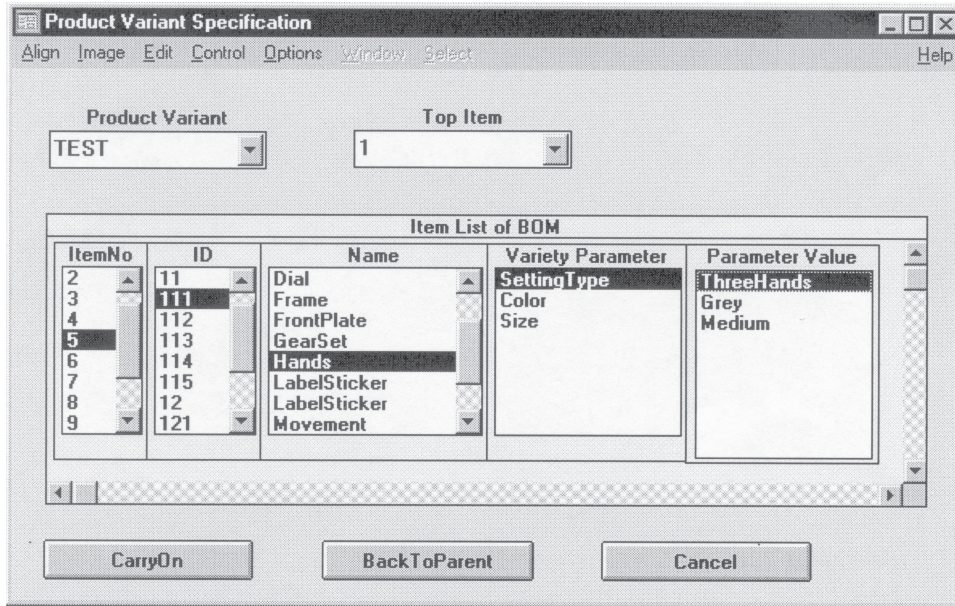 Product Variant Specification
Align Image Edit Control Options Window Select Help
Product Variant Top Item
TEST 1
Item List of BOM
ItemNo ID Name Variety Parameter Parameter Value
2 11 Dial SettingType ThreeHands
3 111 Frame Color Grey
4 112 FrontPlate Size Medium
5 113 GearSet
6 114 Hands
7 115 LabelSticker
8 12 LabelSticker
9 121 Movement
CarryOn BackToParent Cancel